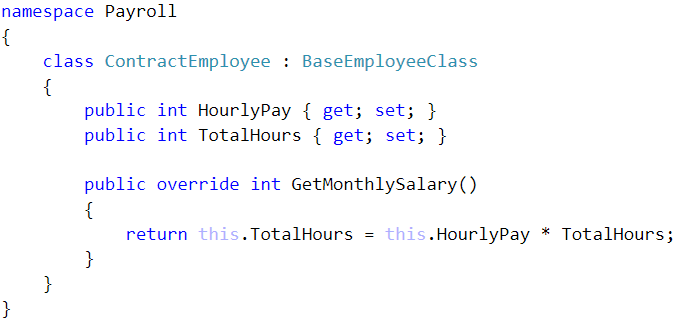 namespace Payroll
{
    class ContractEmployee : BaseEmployeeClass
    {
        public int HourlyPay { get; set; }
        public int TotalHours { get; set; }

        public override int GetMonthlySalary()
        {
            return this.TotalHours = this.HourlyPay * TotalHours;
        }
    }
}